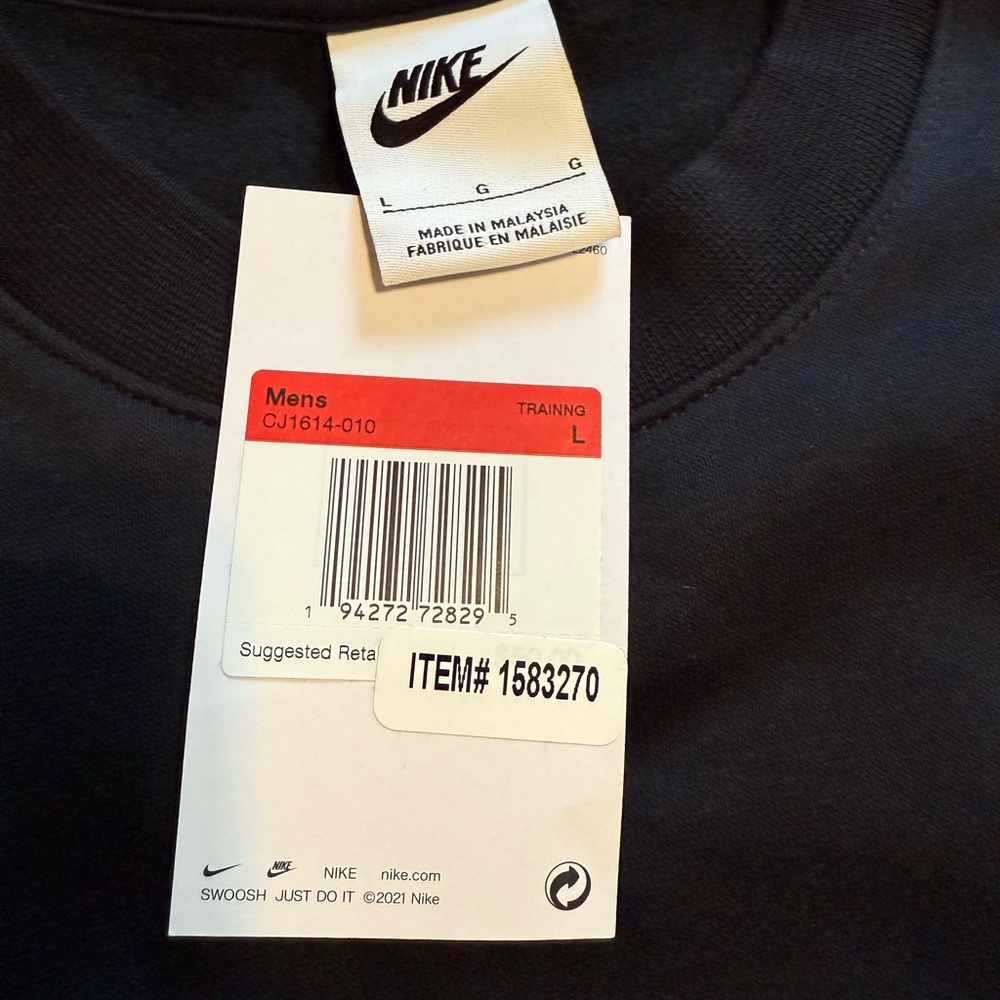 NIKE
L G G
MADE IN MALAYSIA
FABRIQUE EN MALAISIE
Mens
TRAINNG
CJ1614-010
L
1 94272 72829 5
Suggested
ITEM# 1583270
NIKE NIKE nike.com
SWOOSH JUST DO IT ©2021 Nike